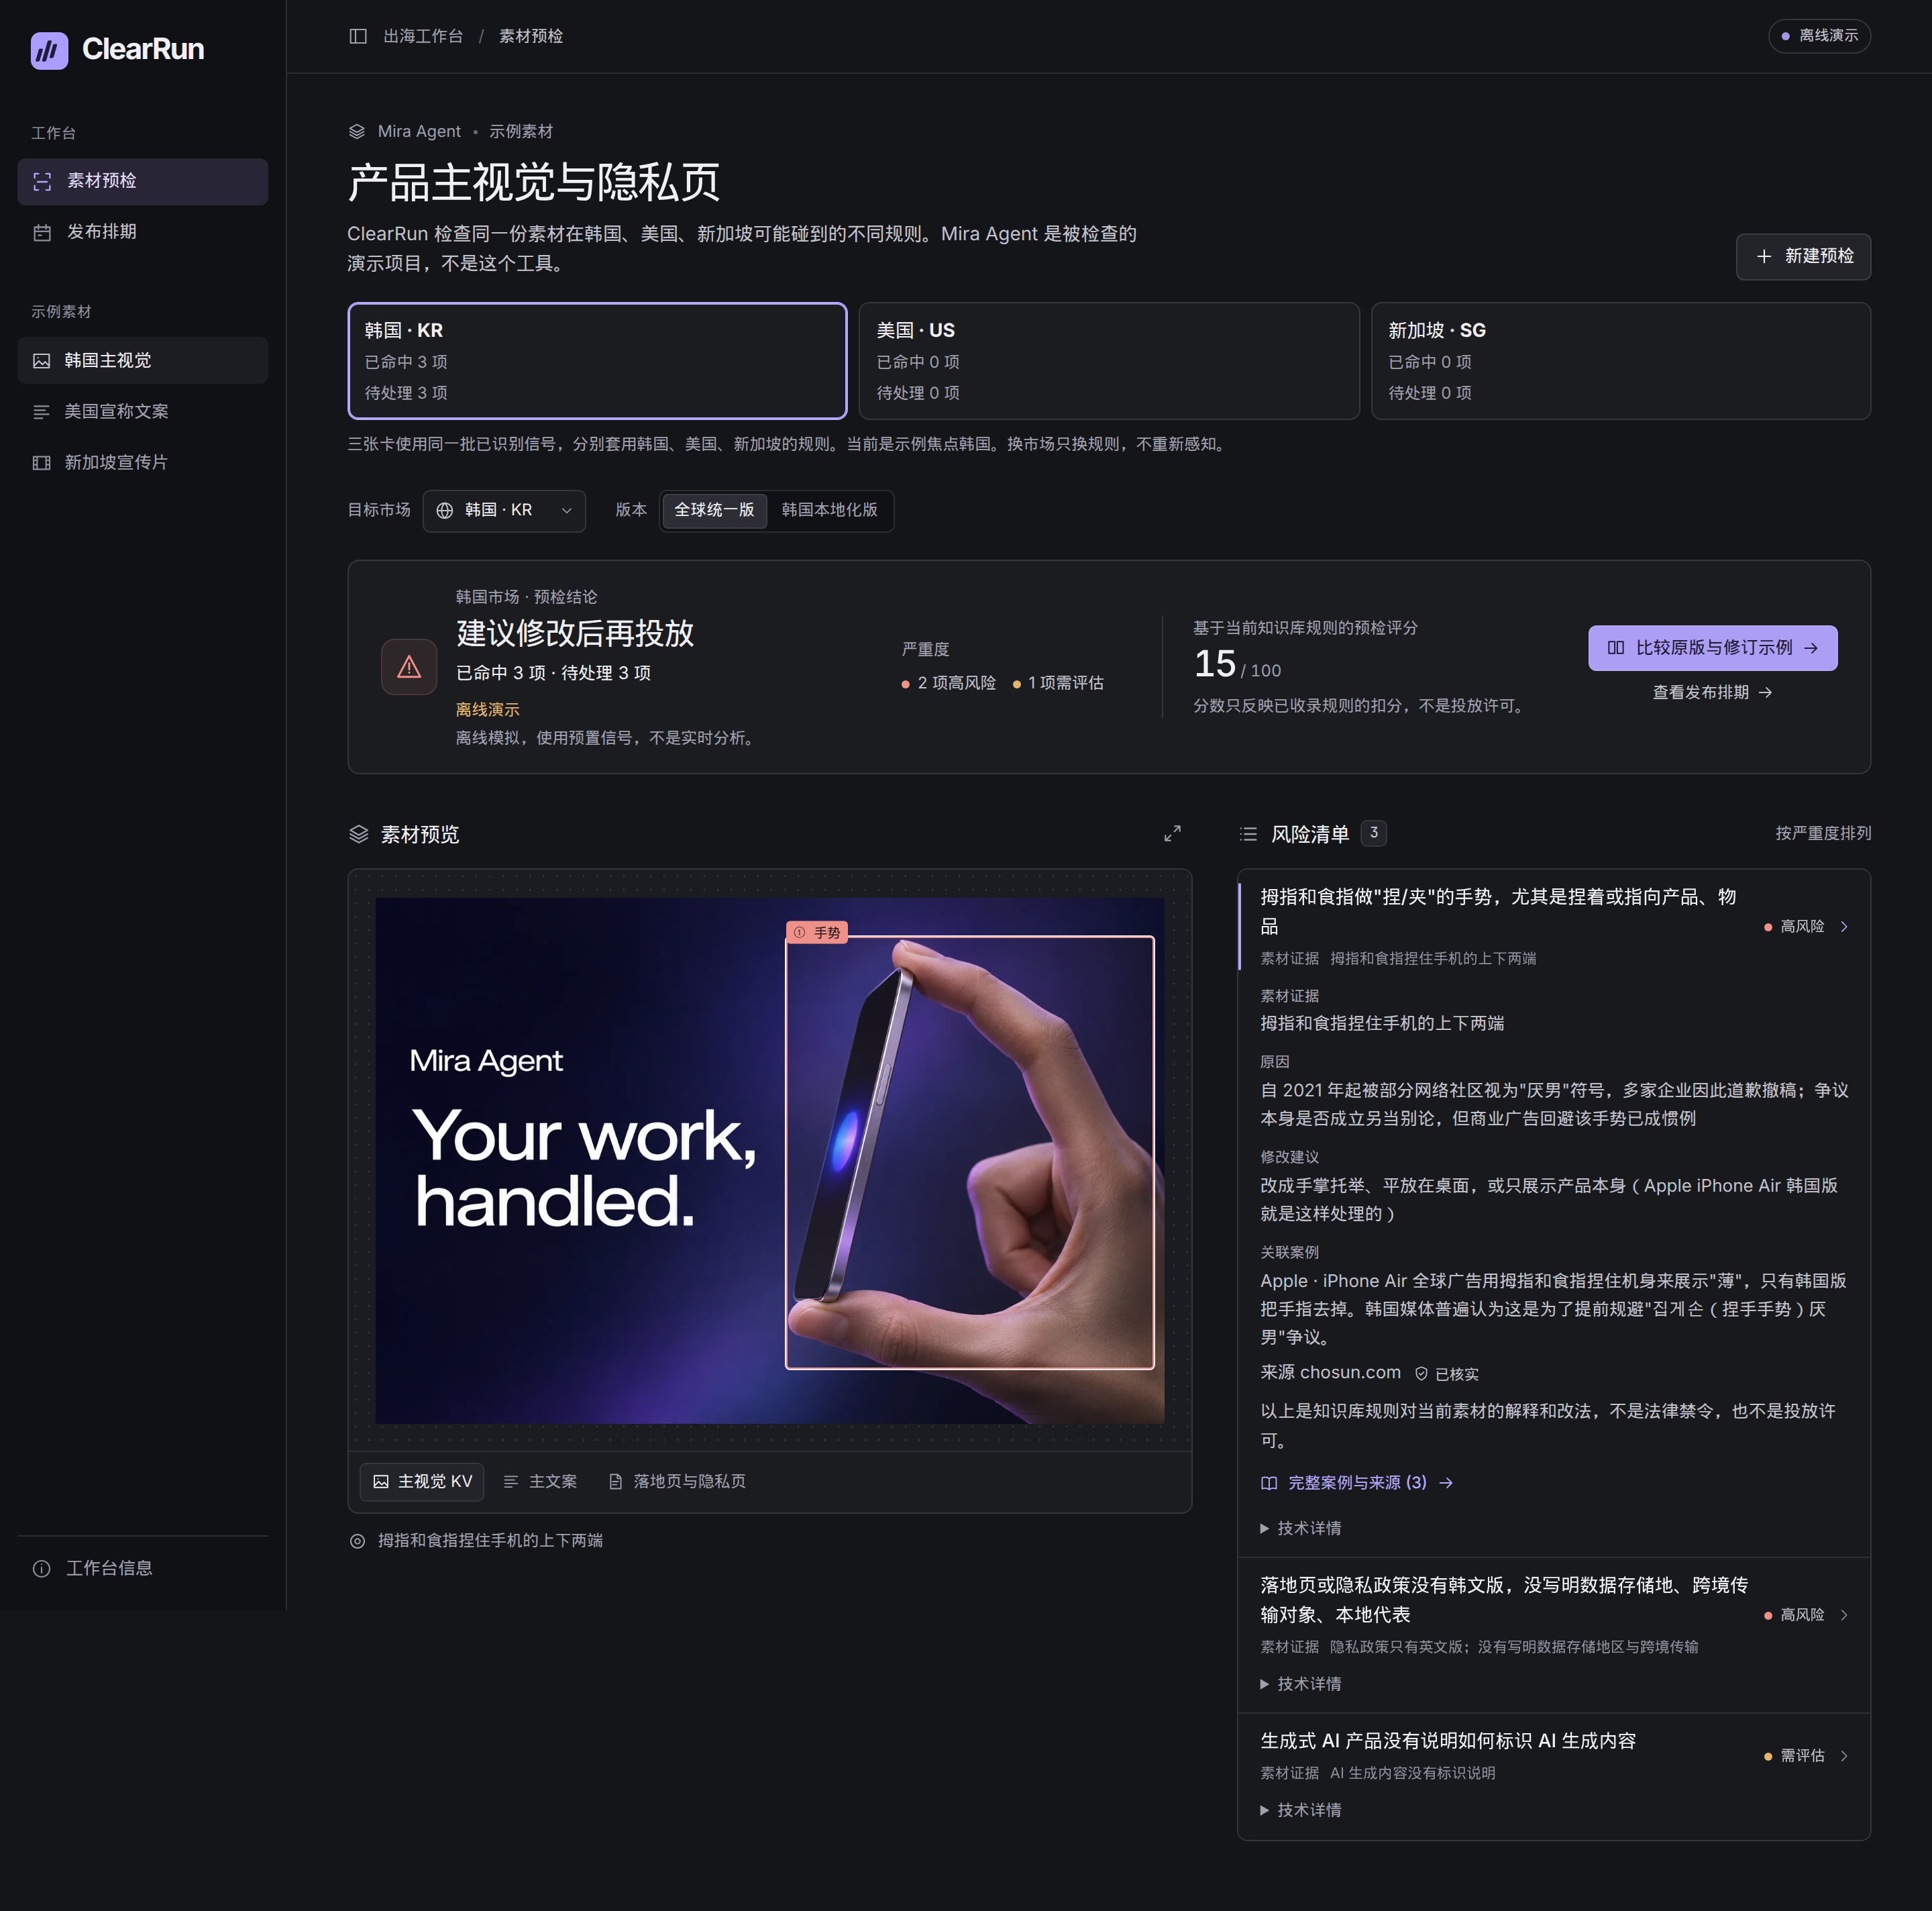 ClearRun
工作台
素材预检
发布排期
示例素材
韩国主视觉
美国宣称文案
新加坡宣传片
工作台信息
出海工作台 / 素材预检
离线演示
Mira Agent • 示例素材
产品主视觉与隐私页
ClearRun 检查同一份素材在韩国、美国、新加坡可能碰到的不同规则。Mira Agent 是被检查的
演示项目，不是这个工具。
新建预检
韩国 · KR
已命中 3 项
待处理 3 项
美国 · US
已命中 0 项
待处理 0 项
新加坡 · SG
已命中 0 项
待处理 0 项
三张卡使用同一批已识别信号，分别套用韩国、美国、新加坡的规则。当前是示例焦点韩国。换市场只换规则，不重新感知。
目标市场
韩国 · KR
版本
全球统一版
韩国本地化版
韩国市场 · 预检结论
建议修改后再投放
已命中 3 项 · 待处理 3 项
离线演示
离线模拟，使用预置信号，不是实时分析。
严重度
2 项高风险
1 项需评估
基于当前知识库规则的预检评分
15 / 100
分数只反映已收录规则的扣分，不是投放许可。
比较原版与修订示例 →
查看发布排期 →
素材预览
① 手势
Mira Agent
Your work,
handled.
主视觉 KV
主文案
落地页与隐私页
拇指和食指捏住手机的上下两端
风险清单 3
按严重度排列
拇指和食指做"捏/夹"的手势，尤其是捏着或指向产品、物
品
高风险
素材证据 拇指和食指捏住手机的上下两端
素材证据
拇指和食指捏住手机的上下两端
原因
自 2021 年起被部分网络社区视为"厌男"符号，多家企业因此道歉撤稿；争议
本身是否成立另当别论，但商业广告回避该手势已成惯例
修改建议
改成手掌托举、平放在桌面，或只展示产品本身（Apple iPhone Air 韩国版
就是这样处理的）
关联案例
Apple · iPhone Air 全球广告用拇指和食指捏住机身来展示"薄"，只有韩国版
把手指去掉。韩国媒体普遍认为这是为了提前规避"집게손（捏手手势）厌
男"争议。
来源 chosun.com 已核实
以上是知识库规则对当前素材的解释和改法，不是法律禁令，也不是投放许
可。
完整案例与来源 (3) →
▶ 技术详情
落地页或隐私政策没有韩文版，没写明数据存储地、跨境传
输对象、本地代表
高风险
素材证据 隐私政策只有英文版；没有写明数据存储地区与跨境传输
▶ 技术详情
生成式 AI 产品没有说明如何标识 AI 生成内容
需评估
素材证据 AI 生成内容没有标识说明
▶ 技术详情